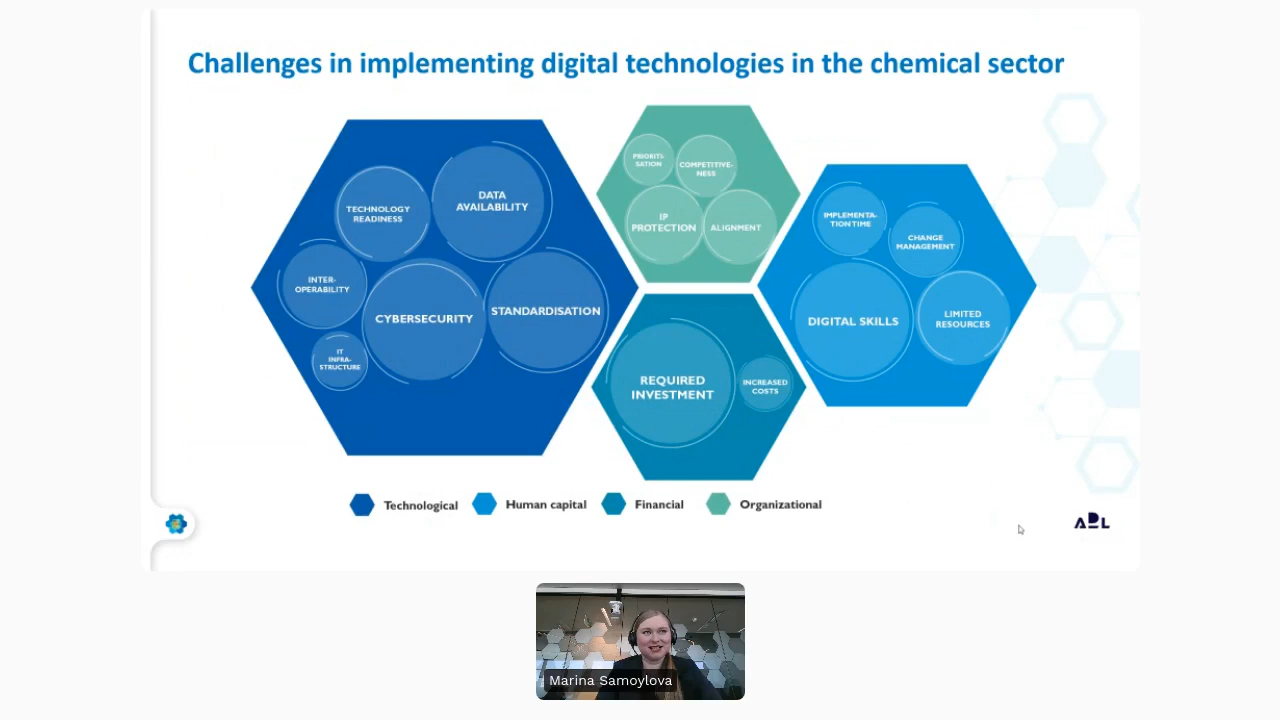 Challenges in implementing digital technologies in the chemical sector
TECHNOLOGY
READINESS
DATA
AVAILABILITY
INTER-
OPERABILITY
CYBERSECURITY
STANDARDISATION
IT
INFRA-
STRUCTURE
PRIORITI-
SATION
COMPETITIVE-
NESS
IP
PROTECTION
ALIGNMENT
REQUIRED
INVESTMENT
INCREASED
COSTS
IMPLEMENTA-
TION TIME
CHANGE
MANAGEMENT
DIGITAL SKILLS
LIMITED
RESOURCES
Technological
Human capital
Financial
Organizational
ADL
Marina Samoylova